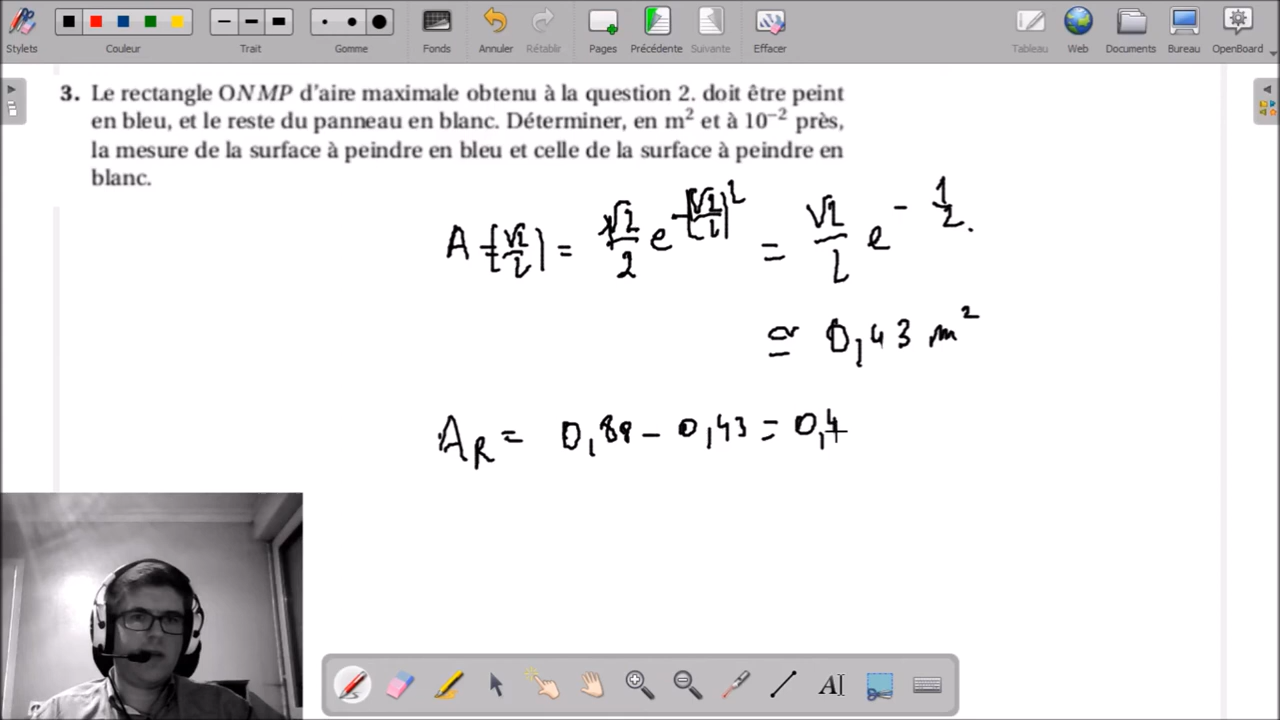 Stylets Couleur Trait Gomme Fonds Annuler Rétablir Pages Précédente Suivante Effacer Tableau Web Documents Bureau OpenBoard
3. Le rectangle ONMP d'aire maximale obtenu à la question 2. doit être peint
en bleu, et le reste du panneau en blanc. Déterminer, en m² et à 10⁻² près,
la mesure de la surface à peindre en bleu et celle de la surface à peindre en
blanc.
A(√2/2) = √2/2 e^-(√2/2)² = √2/2 e^-1/2.
≃ 0,43 m²
A_R = 0,89 - 0,43 = 0,4